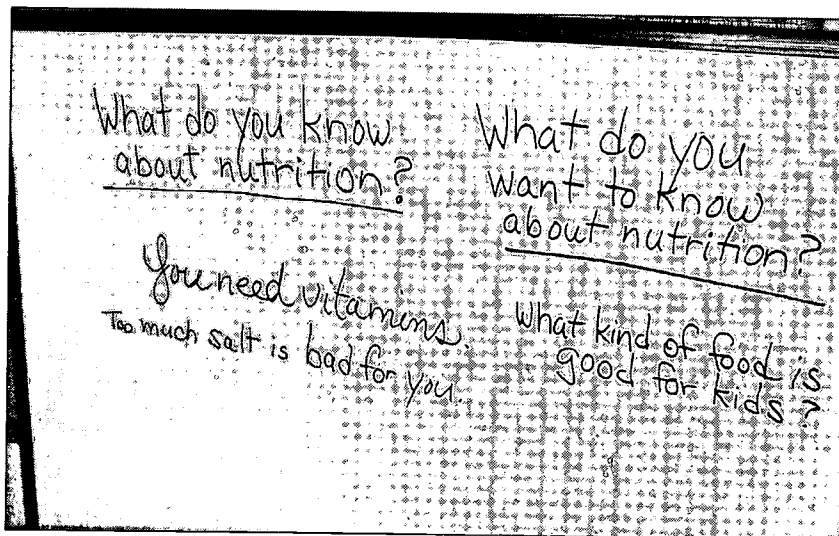 What do you know
about nutrition?
You need vitamins.
Too much salt is bad for you.
What do you
want to know
about nutrition?
What kind of food is
good for kids?